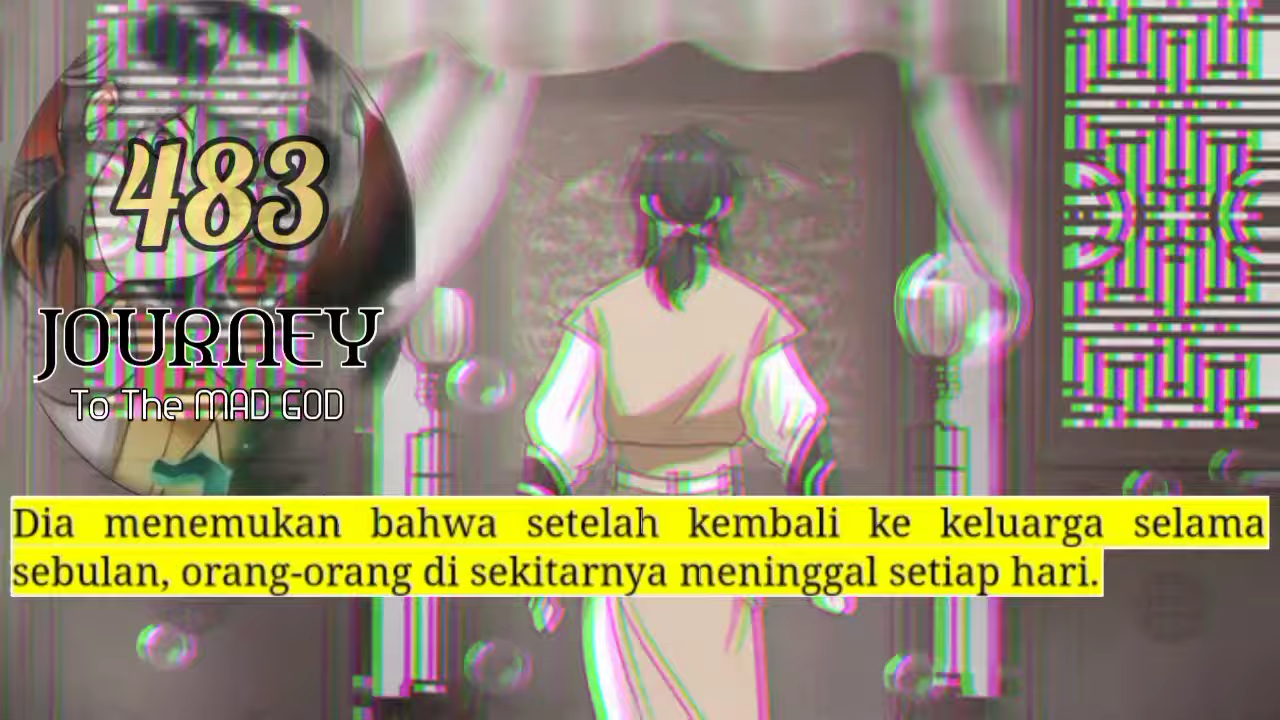 483
JOURNEY
To The MAD GOD
Dia menemukan bahwa setelah kembali ke keluarga selama
sebulan, orang-orang di sekitarnya meninggal setiap hari.